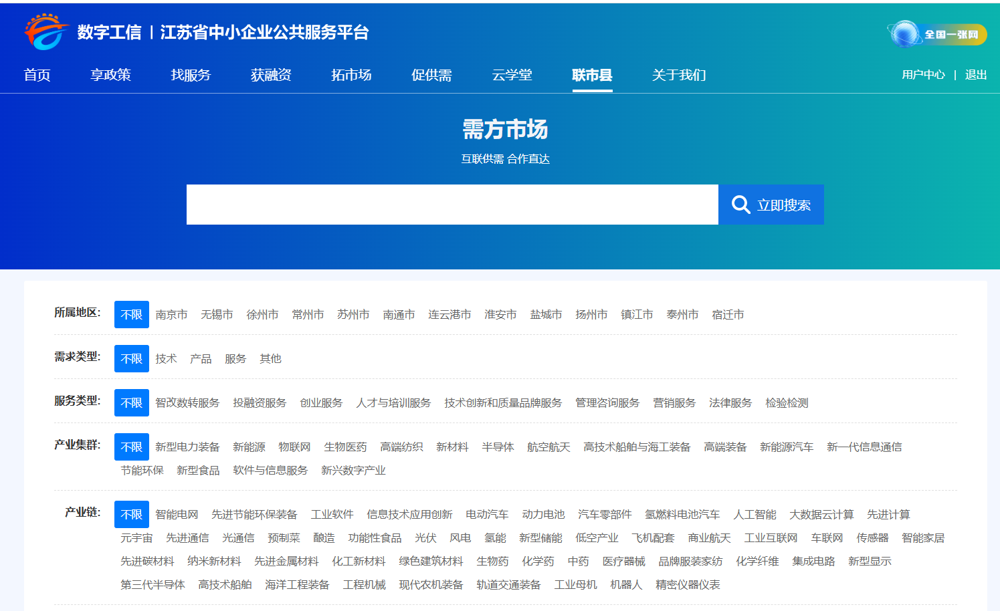 数字工信 | 江苏省中小企业公共服务平台
全国一张网
首页 享政策 找服务 获融资 拓市场 促供需 云学堂 联市县 关于我们 用户中心 | 退出
需方市场
互联供需 合作直达
立即搜索
所属地区: 不限 南京市 无锡市 徐州市 常州市 苏州市 南通市 连云港市 淮安市 盐城市 扬州市 镇江市 泰州市 宿迁市
需求类型: 不限 技术 产品 服务 其他
服务类型: 不限 智改数转服务 投融资服务 创业服务 人才与培训服务 技术创新和质量品牌服务 管理咨询服务 营销服务 法律服务 检验检测
产业集群: 不限 新型电力装备 新能源 物联网 生物医药 高端纺织 新材料 半导体 航空航天 高技术船舶与海工装备 高端装备 新能源汽车 新一代信息通信
节能环保 新型食品 软件与信息服务 新兴数字产业
产业链: 不限 智能电网 先进节能环保装备 工业软件 信息技术应用创新 电动汽车 动力电池 汽车零部件 氢燃料电池汽车 人工智能 大数据云计算 先进计算
元宇宙 先进通信 光通信 预制菜 酿造 功能性食品 光伏 风电 氢能 新型储能 低空产业 飞机配套 商业航天 工业互联网 车联网 传感器 智能家居
先进碳材料 纳米新材料 先进金属材料 化工新材料 绿色建筑材料 生物药 化学药 中药 医疗器械 品牌服装家纺 化学纤维 集成电路 新型显示
第三代半导体 高技术船舶 海洋工程装备 工程机械 现代农机装备 轨道交通装备 工业母机 机器人 精密仪器仪表